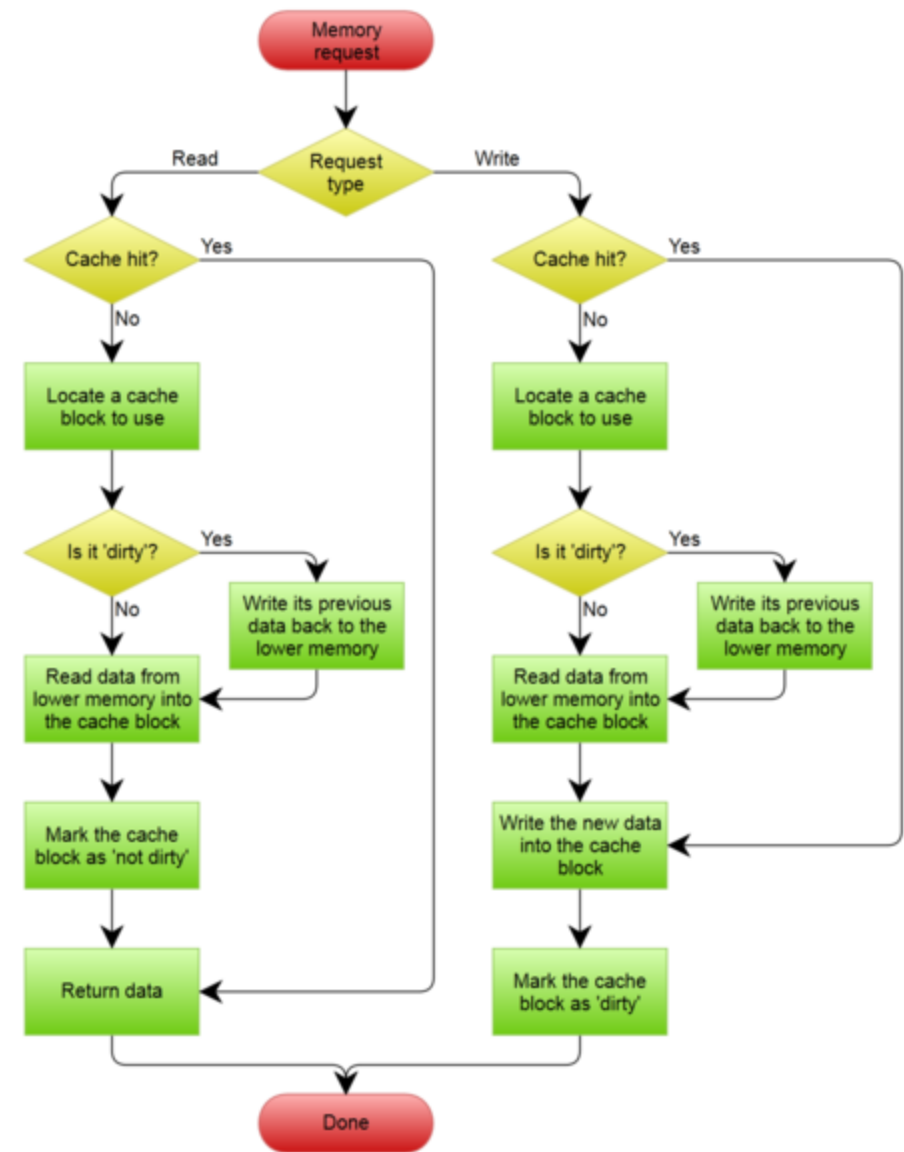 Memory
request
Request
type
Read
Write
Cache hit?
Yes
No
Locate a cache
block to use
Is it 'dirty'?
Yes
No
Write its previous
data back to the
lower memory
Read data from
lower memory into
the cache block
Mark the cache
block as 'not dirty'
Return data
Cache hit?
Yes
No
Locate a cache
block to use
Is it 'dirty'?
Yes
No
Write its previous
data back to the
lower memory
Read data from
lower memory into
the cache block
Write the new data
into the cache
block
Mark the cache
block as 'dirty'
Done